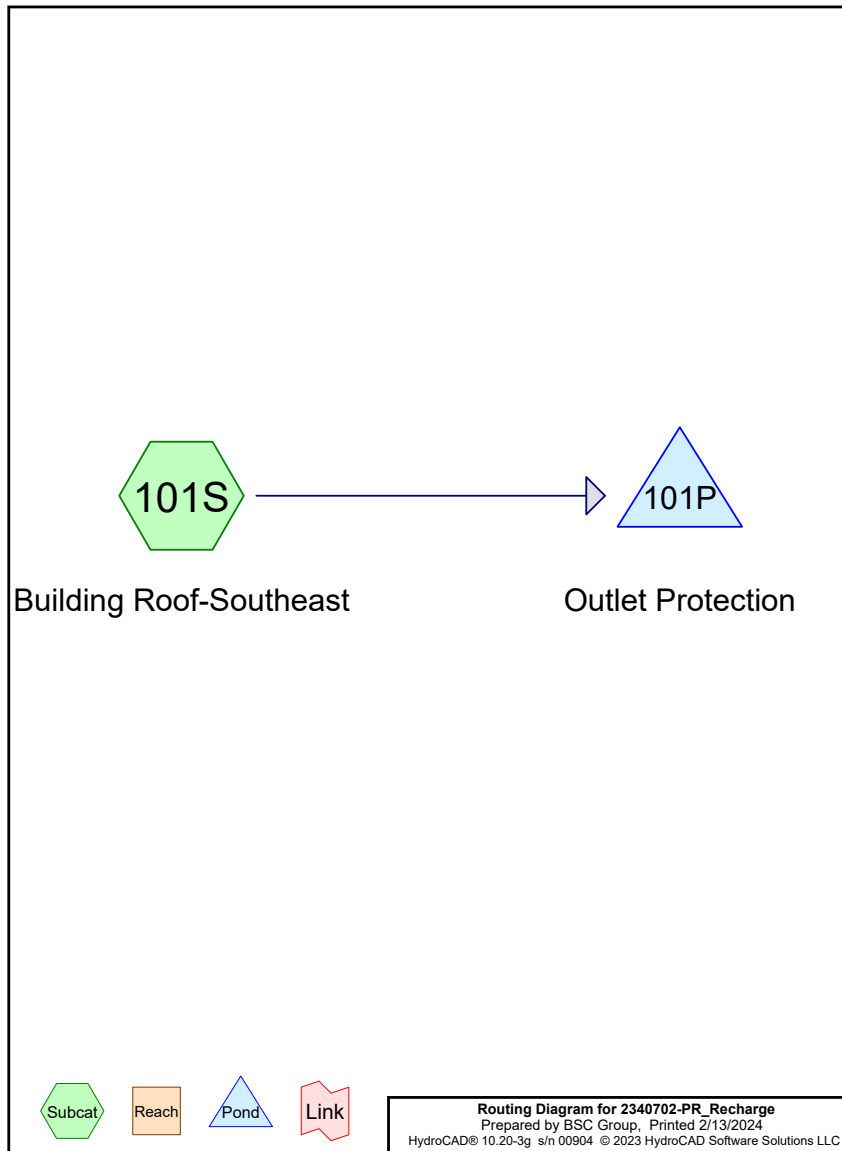 101S
101P
Building Roof-Southeast
Outlet Protection
Subcat
Reach
Pond
Link
Routing Diagram for 2340702-PR_Recharge
Prepared by BSC Group, Printed 2/13/2024
HydroCAD® 10.20-3g s/n 00904 © 2023 HydroCAD Software Solutions LLC